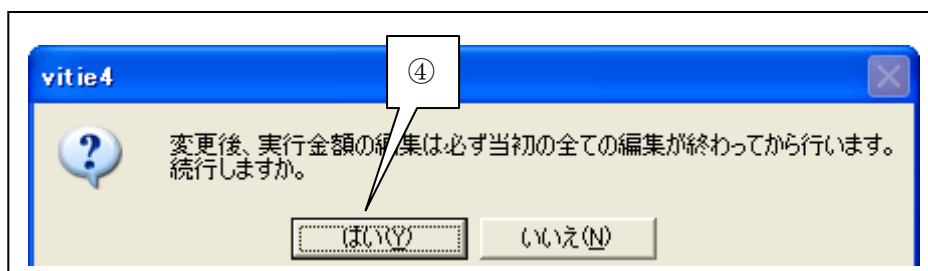 ④
vitie4
変更後、実行金額の編集は必ず当初の全ての編集が終わってから行います。
続行しますか。
はい(Y)
いいえ(N)